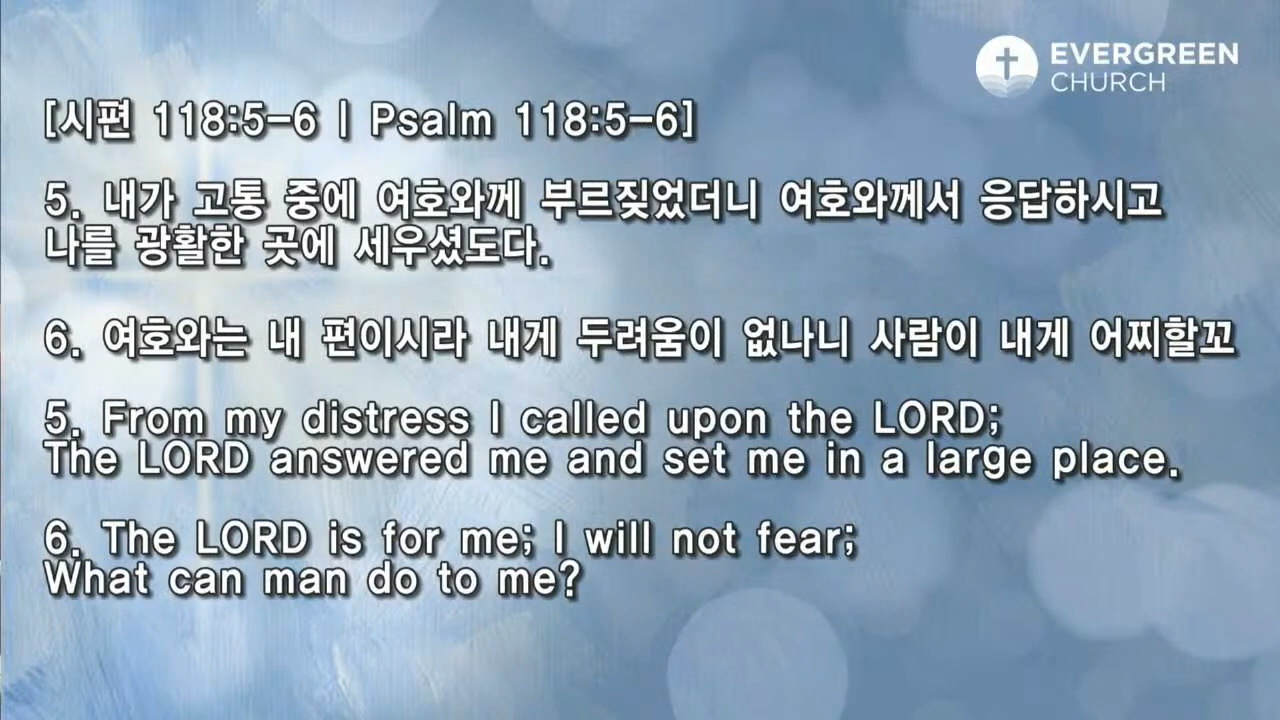 EVERGREEN
CHURCH
[시편 118:5-6 | Psalm 118:5-6]
5. 내가 고통 중에 여호와께 부르짖었더니 여호와께서 응답하시고
나를 광활한 곳에 세우셨도다.
6. 여호와는 내 편이시라 내게 두려움이 없나니 사람이 내게 어찌할꼬
5. From my distress I called upon the LORD;
The LORD answered me and set me in a large place.
6. The LORD is for me; I will not fear;
What can man do to me?